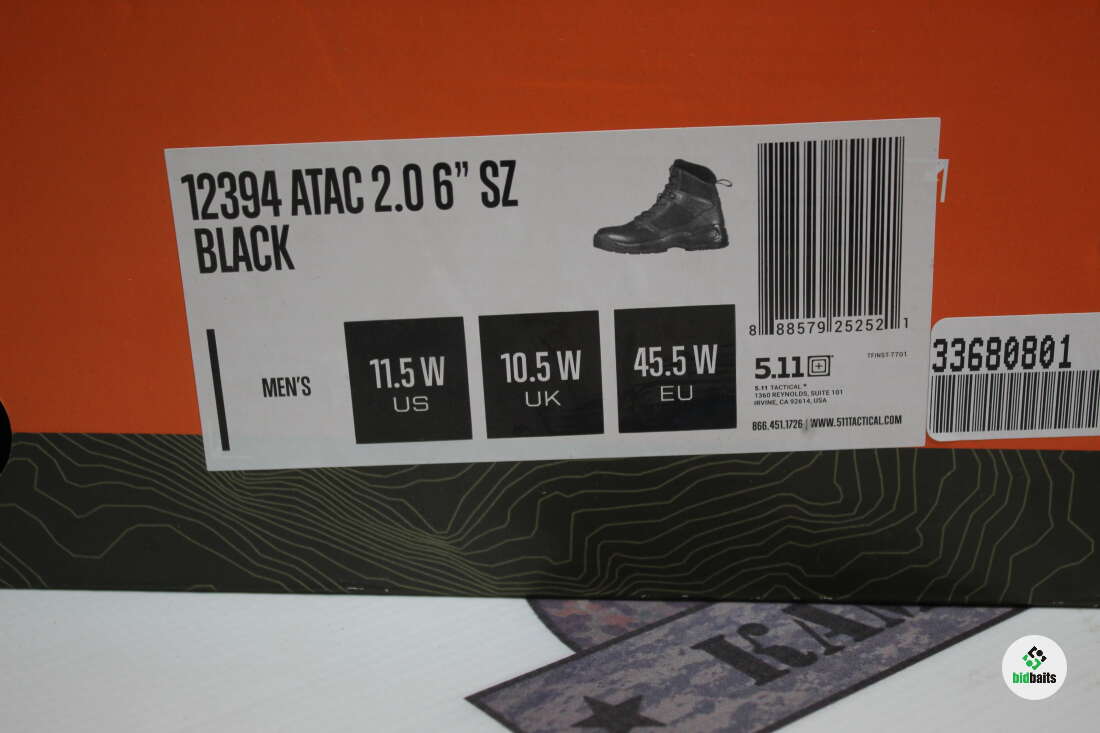 12394 ATAC 2.0 6” SZ
BLACK
MEN'S
11.5 W
US
10.5 W
UK
45.5 W
EU
8 88579 25252 1
5.11
TFINST-7701
5.11 TACTICAL®
1360 REYNOLDS, SUITE 101
IRVINE, CA 92614, USA
866.451.1726 | WWW.511TACTICAL.COM
33680801
bidbaits